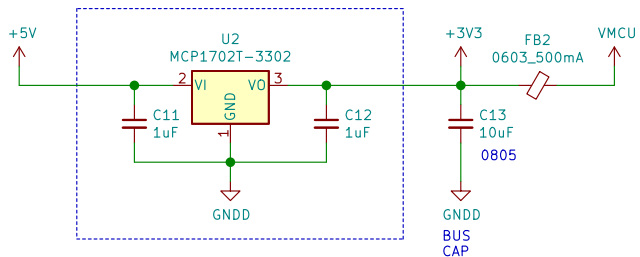 +5V
U2
MCP1702T-3302
2
VI
VO
3
GND
1
C11
1uF
C12
1uF
GNDD
+3V3
FB2
0603_500mA
VMCU
C13
10uF
0805
GNDD
BUS
CAP